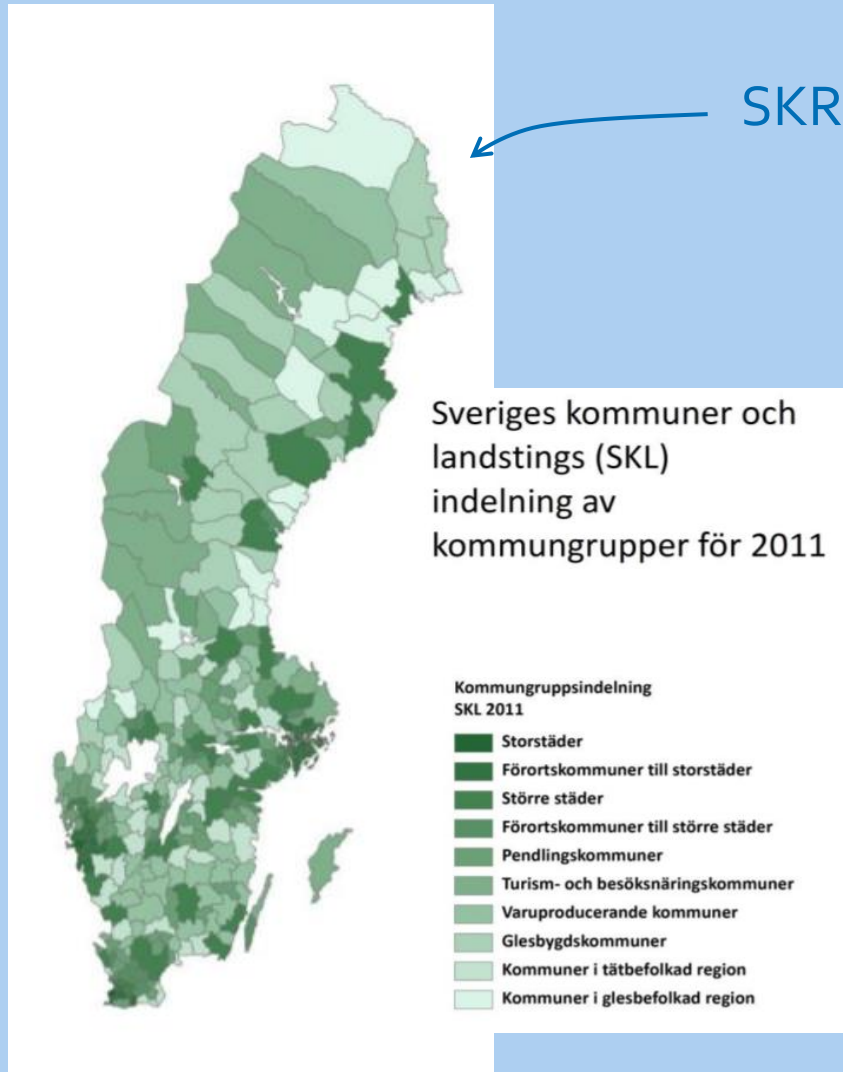 SKR
Sveriges kommuner och
landstings (SKL)
indelning av
kommungrupper för 2011
Kommungruppsindelning
SKL 2011
Storstäder
Förortskommuner till storstäder
Större städer
Förortskommuner till större städer
Pendlingskommuner
Turism- och besöksnäringskommuner
Varuproducerande kommuner
Glesbygdskommuner
Kommuner i tätbefolkad region
Kommuner i glesbefolkad region